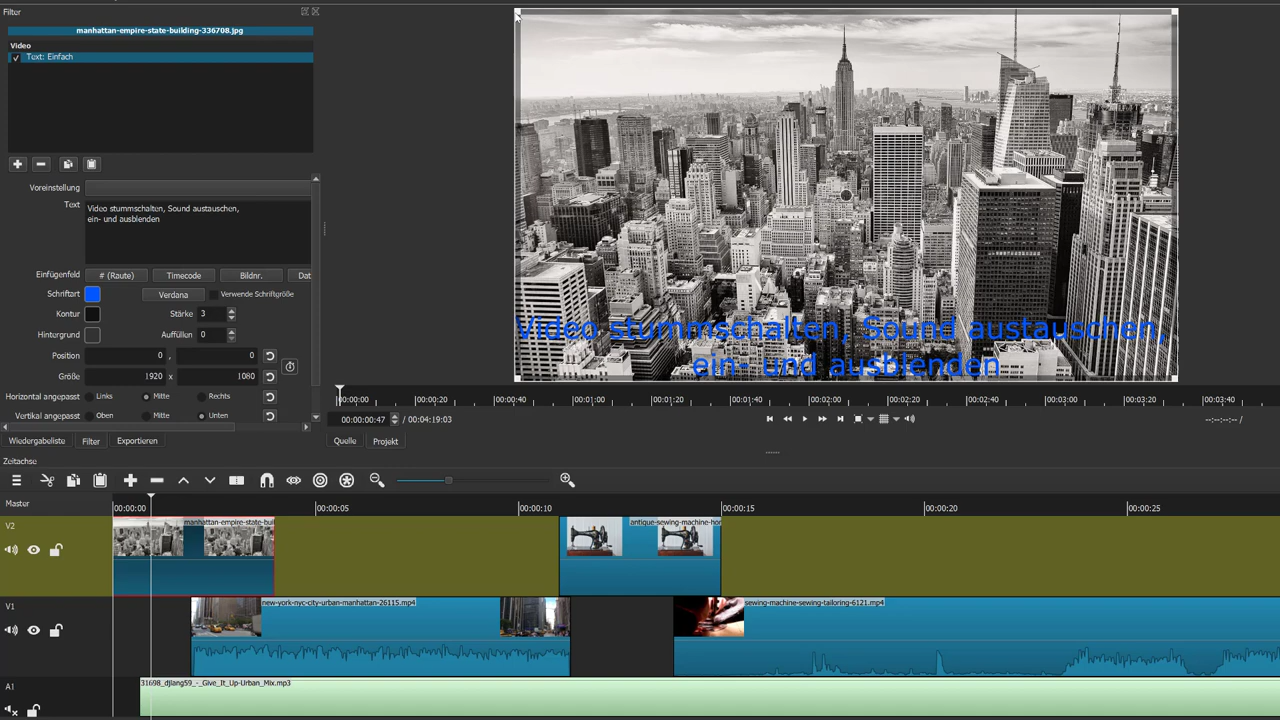 Filter
manhattan-empire-state-building-336708.jpg
Video
Text: Einfach
Voreinstellung
Text
Video stummschalten, Sound austauschen,
ein- und ausblenden
Einfügenfeld
# (Raute)
Timecode
Bildnr.
Dat
Schriftart
Verdana
Verwende Schriftgröße
Kontur
Stärke
3
Hintergrund
Auffüllen
0
Position
0
,
0
Größe
1920
x
1080
Horizontal angepasst
Links
Mitte
Rechts
Vertikal angepasst
Oben
Mitte
Unten
Wiedergabeliste
Filter
Exportieren
Video stummschalten, Sound austauschen,
ein- und ausblenden
00:00:00
00:00:20
00:00:40
00:01:00
00:01:20
00:01:40
00:02:00
00:02:20
00:02:40
00:03:00
00:03:20
00:03:40
00:00:00:47
/ 00:04:19:03
--:--:--:-- /
Quelle
Projekt
Zeitachse
Master
00:00:00
00:00:05
00:00:10
00:00:15
00:00:20
00:00:25
V2
manhattan-empire-state-buil
antique-sewing-machine-hor
V1
new-york-nyc-city-urban-manhattan-26115.mp4
sewing-machine-sewing-tailoring-6121.mp4
A1
31698_djlang59_-_Give_It_Up-Urban_Mix.mp3